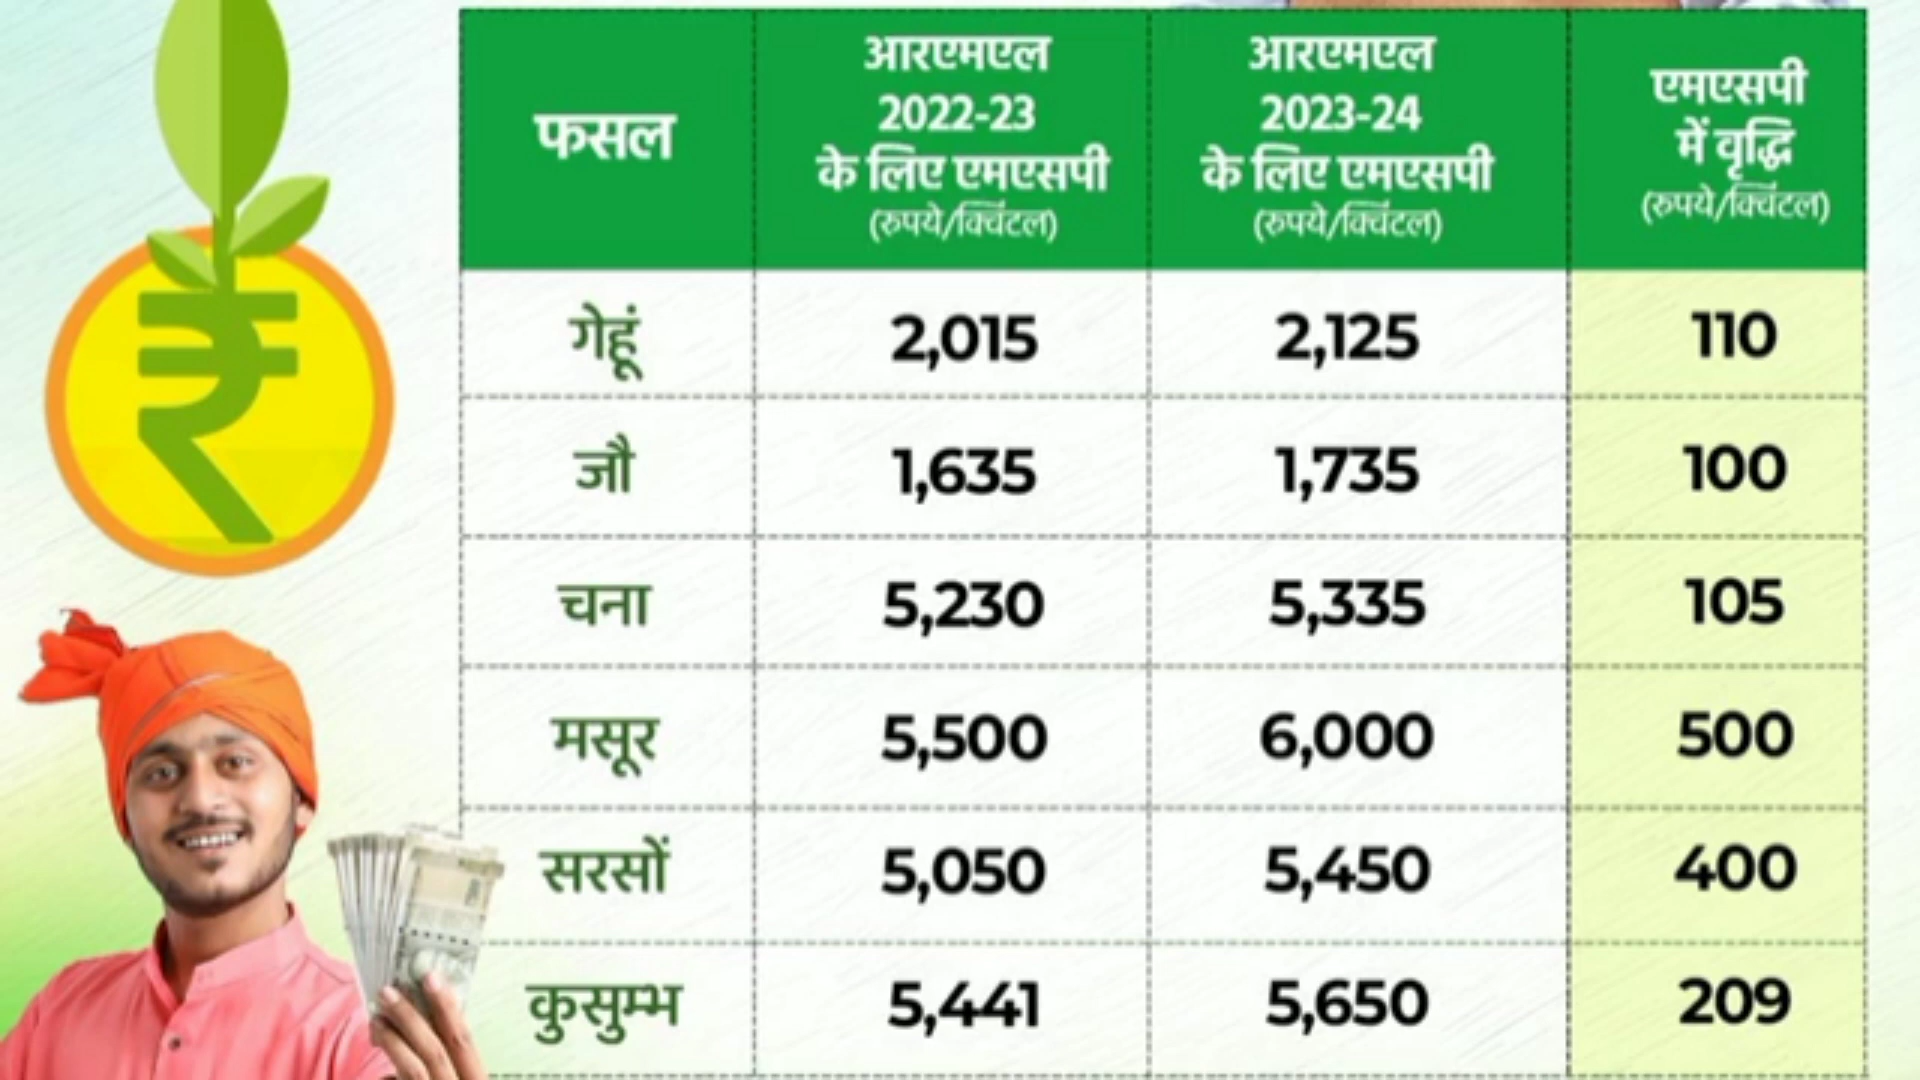 फसल
आरएमएल
2022-23
के लिए एमएसपी
(रुपये/क्विंटल)
आरएमएल
2023-24
के लिए एमएसपी
(रुपये/क्विंटल)
एमएसपी
में वृद्धि
(रुपये/क्विंटल)
गेहूं 2,015 2,125 110
जौ 1,635 1,735 100
चना 5,230 5,335 105
मसूर 5,500 6,000 500
सरसों 5,050 5,450 400
कुसुम्भ 5,441 5,650 209